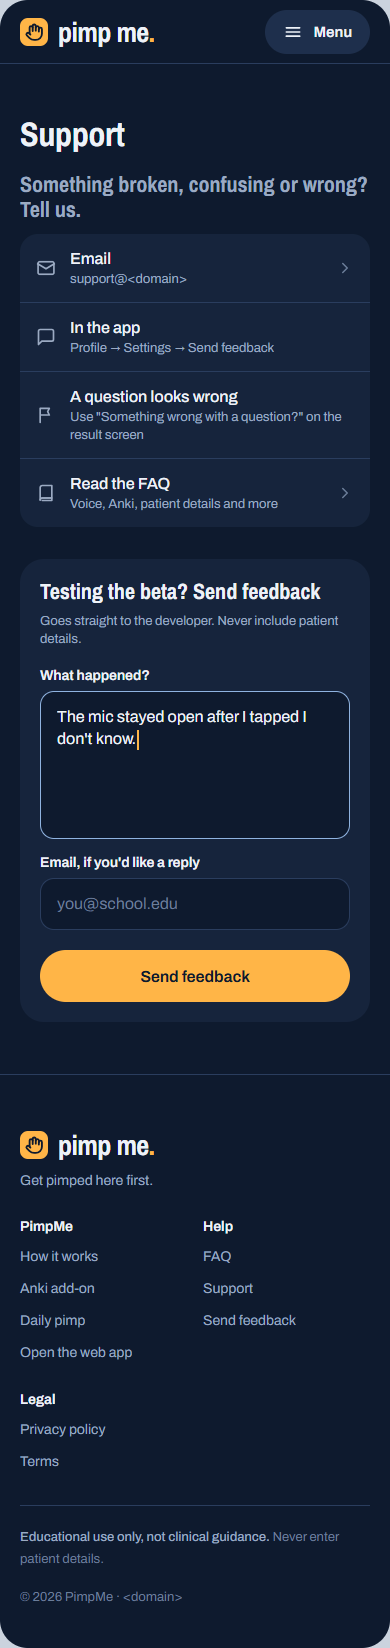 pimp me.
Menu
Support
Something broken, confusing or wrong?
Tell us.
Email
support@<domain>
In the app
Profile → Settings → Send feedback
A question looks wrong
Use "Something wrong with a question?" on the
result screen
Read the FAQ
Voice, Anki, patient details and more
Testing the beta? Send feedback
Goes straight to the developer. Never include patient
details.
What happened?
The mic stayed open after I tapped I
don't know.
Email, if you'd like a reply
you@school.edu
Send feedback
pimp me.
Get pimped here first.
PimpMe
How it works
Anki add-on
Daily pimp
Open the web app
Help
FAQ
Support
Send feedback
Legal
Privacy policy
Terms
Educational use only, not clinical guidance. Never enter
patient details.
© 2026 PimpMe · <domain>